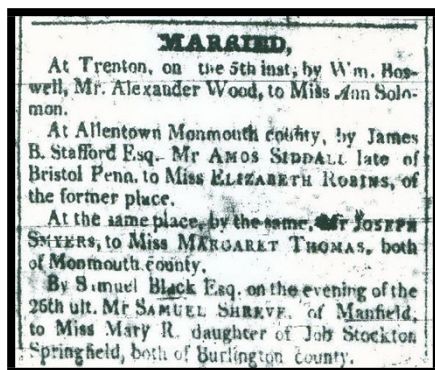 MARRIED,
At Trenton, on the 5th inst, by Wm. Bos-
well, Mr. Alexander Wood, to Miss Ann Solo-
mon.
At Allentown Monmouth county, by James
B. Stafford Esq. Mr AMOS SIDDALL late of
Bristol Penn. to Miss ELIZABETH ROBINS, of
the former place.
At the same place, by the same, Mr JOSEPH
SMYERS, to Miss MARGARET THOMAS, both
of Monmouth county.
By Samuel Black Esq. on the evening of the
26th ult. Mr SAMUEL SHREVE, of Manfield,
to Miss Mary R. daughter of Job Stockton
Springfield, both of Burlington county.